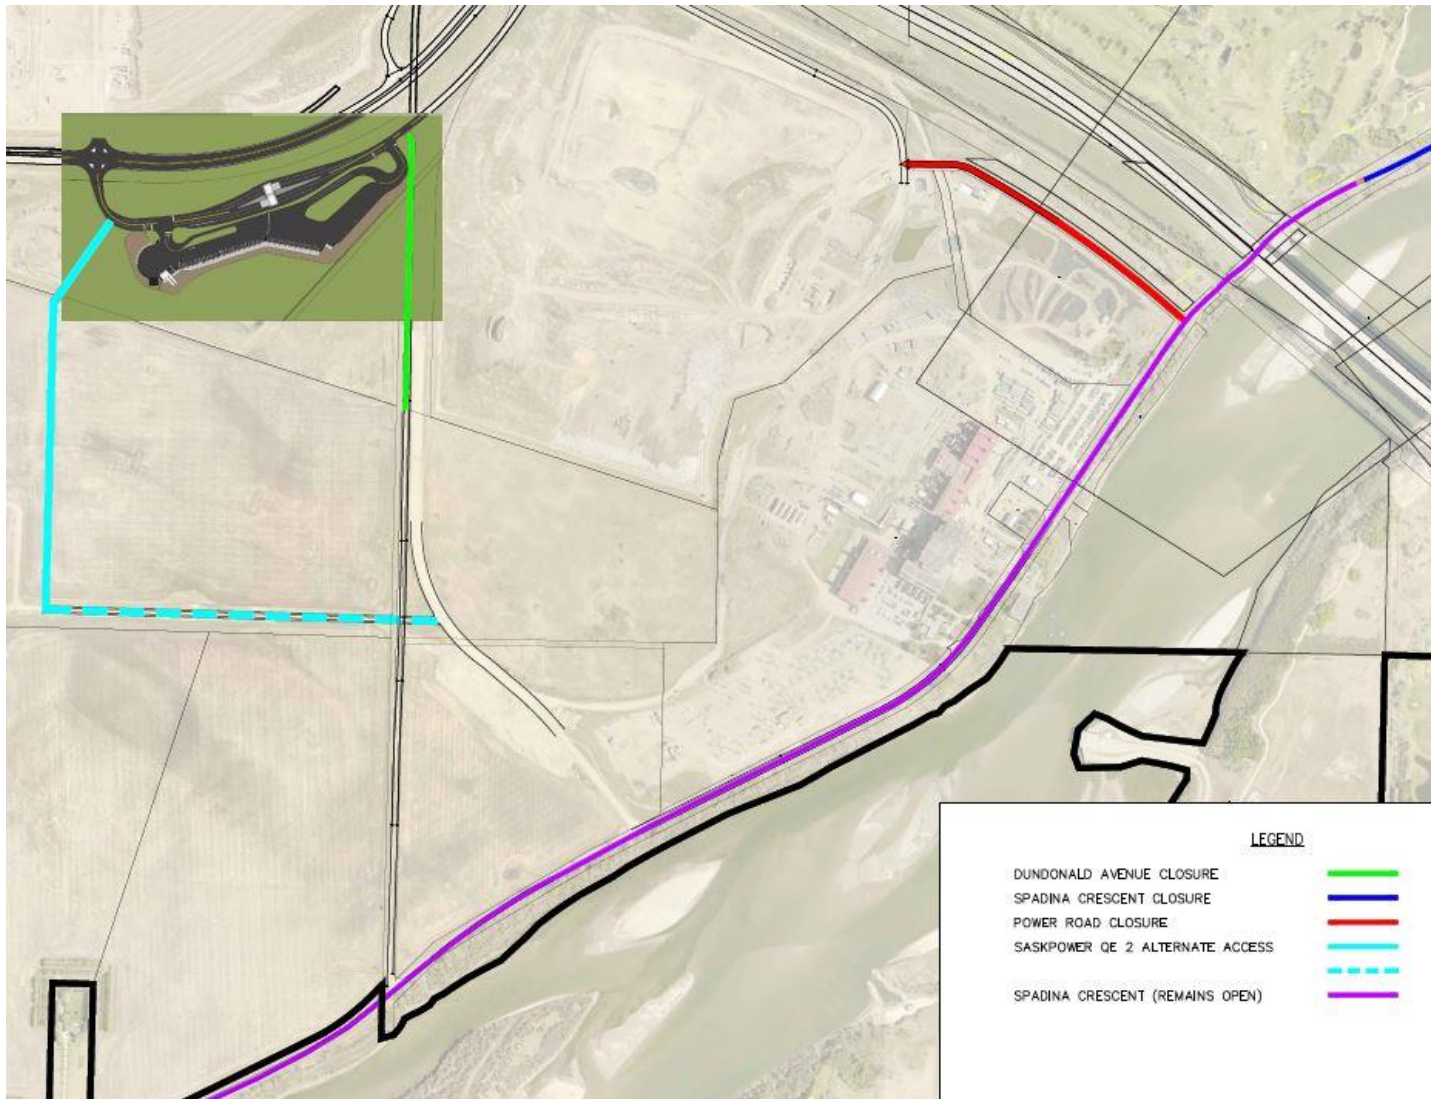 LEGEND
DUNDONALD AVENUE CLOSURE
SPADINA CRESCENT CLOSURE
POWER ROAD CLOSURE
SASKPOWER QE 2 ALTERNATE ACCESS
SPADINA CRESCENT (REMAINS OPEN)